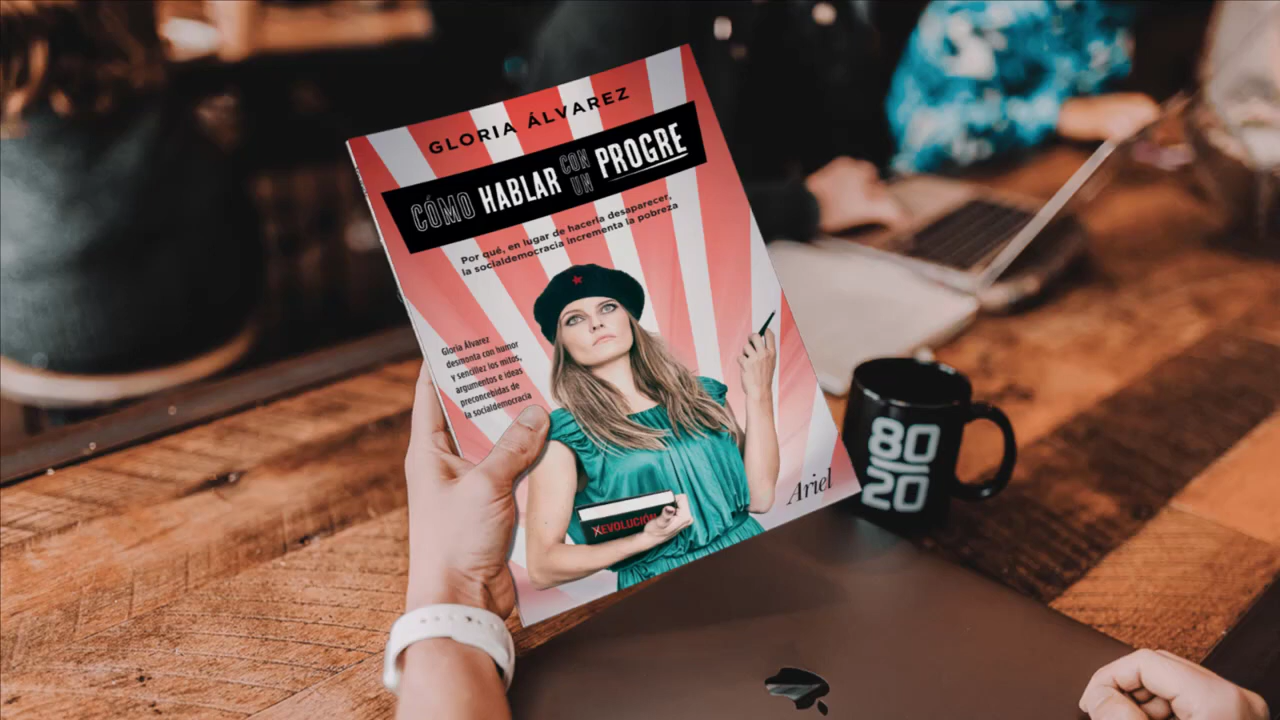 GLORIA ÁLVAREZ
CÓMO HABLAR CON UN PROGRE
Por qué, en lugar de hacerla desaparecer,
la socialdemocracia incrementa la pobreza
Gloria Álvarez
desmonta con humor
y sencillez los mitos,
argumentos e ideas
preconcebidas de
la socialdemocracia
XEVOLUCIÓN
Ariel
80
20